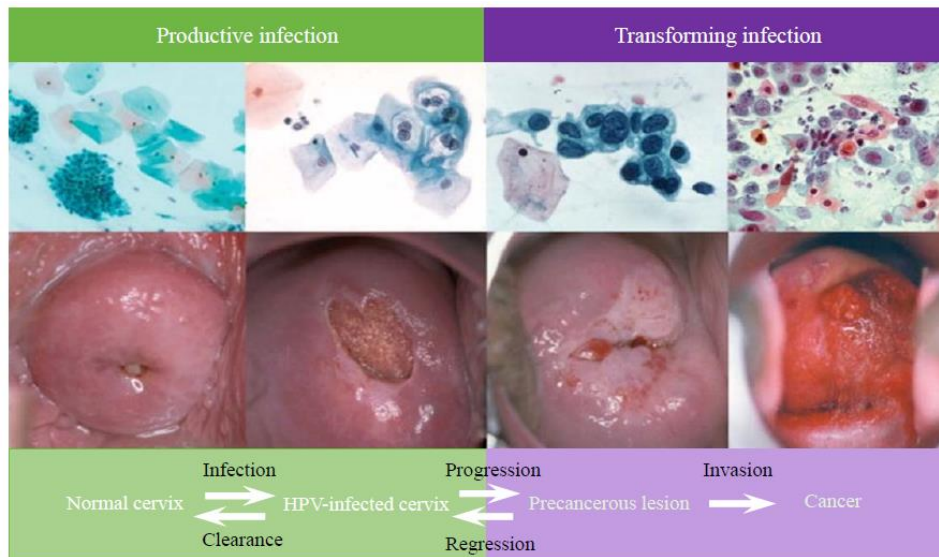 Productive infection
Transforming infection
Infection
Progression
Invasion
Normal cervix
HPV-infected cervix
Precancerous lesion
Cancer
Clearance
Regression